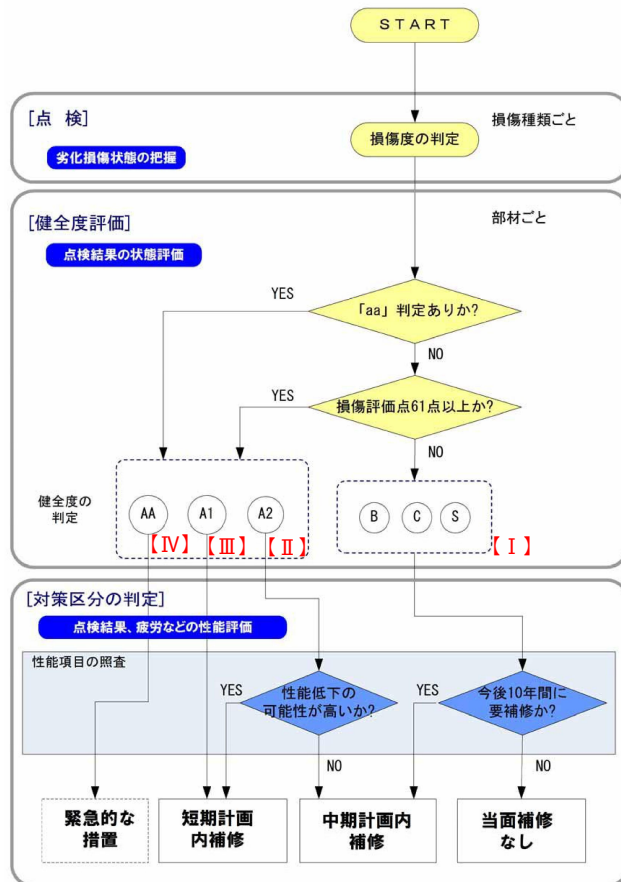 START
[点 検]
損傷種類ごと
損傷度の判定
劣化損傷状態の把握
[健全度評価]
部材ごと
点検結果の状態評価
YES
「aa」判定ありか?
NO
YES
損傷評価点61点以上か?
NO
健全度の
判定
AA
A1
A2
B
C
S
【Ⅳ】
【Ⅲ】
【Ⅱ】
【Ⅰ】
[対策区分の判定]
点検結果、疲労などの性能評価
性能項目の照査
YES
性能低下の
可能性が高いか?
YES
今後10年間に
要補修か?
NO
NO
緊急的な
措置
短期計画
内補修
中期計画内
補修
当面補修
なし